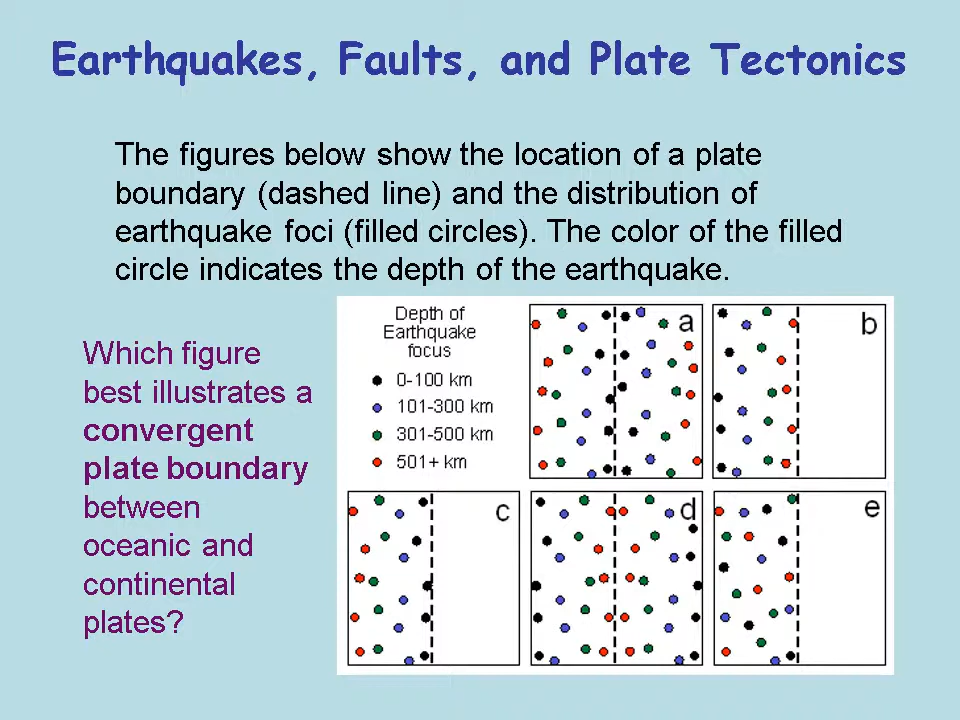 Earthquakes, Faults, and Plate Tectonics
The figures below show the location of a plate
boundary (dashed line) and the distribution of
earthquake foci (filled circles). The color of the filled
circle indicates the depth of the earthquake.
Which figure
best illustrates a
convergent
plate boundary
between
oceanic and
continental
plates?
Depth of
Earthquake
focus
0-100 km
101-300 km
301-500 km
501+ km
a
b
c
d
e